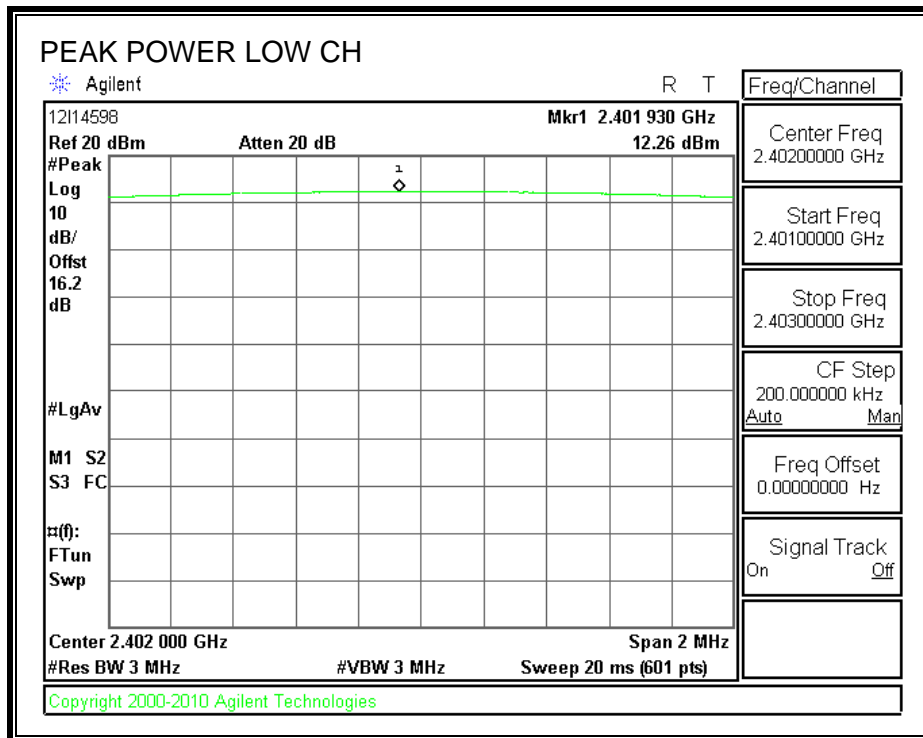 PEAK POWER LOW CH
Agilent
R T
12I14598
Mkr1 2.401 930 GHz
Ref 20 dBm
Atten 20 dB
12.26 dBm
#Peak
Log
10
dB/
Offst
16.2
dB
#LgAv
M1 S2
S3 FC
¤(f):
FTun
Swp
1
Center 2.402 000 GHz
Span 2 MHz
#Res BW 3 MHz
#VBW 3 MHz
Sweep 20 ms (601 pts)
Freq/Channel
Center Freq
2.40200000 GHz
Start Freq
2.40100000 GHz
Stop Freq
2.40300000 GHz
CF Step
200.000000 kHz
Auto Man
Freq Offset
0.00000000 Hz
Signal Track
On Off
Copyright 2000-2010 Agilent Technologies